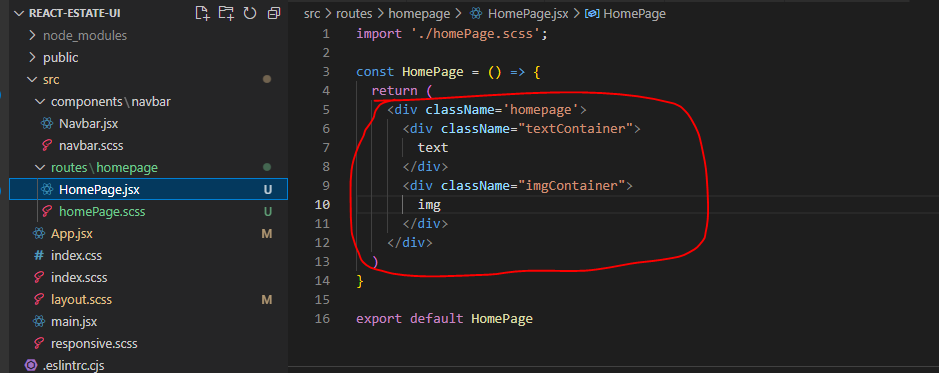 REACT-ESTATE-UI
node_modules
public
src
components\navbar
Navbar.jsx
navbar.scss
routes\homepage
HomePage.jsx U
homePage.scss U
App.jsx M
index.css
index.scss
layout.scss M
main.jsx
responsive.scss
.eslintrc.cjs
src > routes > homepage > HomePage.jsx > HomePage
1 import './homePage.scss';
2
3 const HomePage = () => {
4 return (
5 <div className='homepage'>
6 <div className="textContainer">
7 text
8 </div>
9 <div className="imgContainer">
10 img
11 </div>
12 </div>
13 )
14 }
15
16 export default HomePage